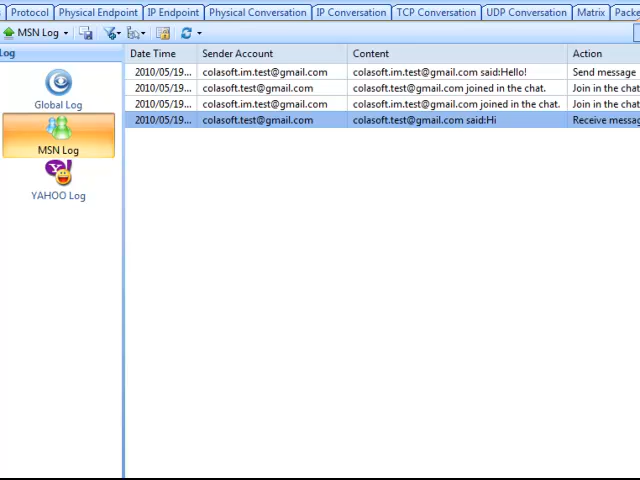 Protocol Physical Endpoint IP Endpoint Physical Conversation IP Conversation TCP Conversation UDP Conversation Matrix Packe
MSN Log
Log
Date Time Sender Account Content Action
2010/05/19... colasoft.im.test@gmail.com colasoft.im.test@gmail.com said:Hello! Send message
2010/05/19... colasoft.test@gmail.com colasoft.test@gmail.com joined in the chat. Join in the chat
2010/05/19... colasoft.im.test@gmail.com colasoft.im.test@gmail.com joined in the chat. Join in the chat
2010/05/19... colasoft.test@gmail.com colasoft.test@gmail.com said:Hi Receive messag
Global Log
MSN Log
YAHOO Log